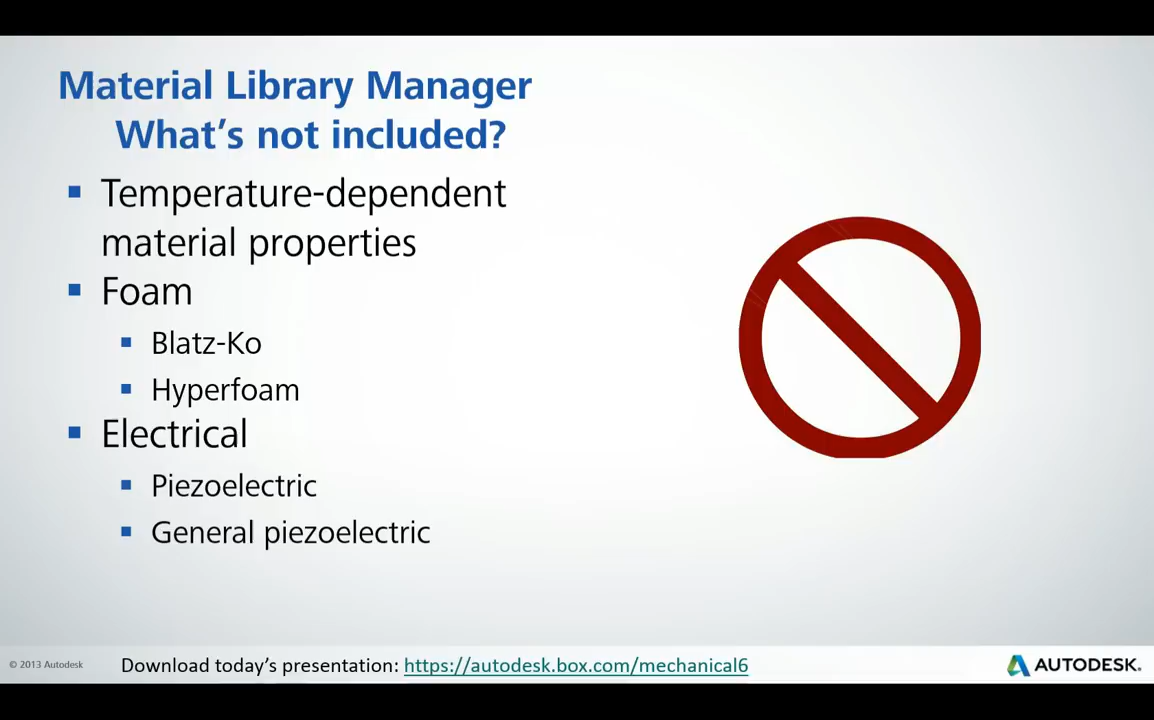 Material Library Manager
What's not included?
▪ Temperature-dependent
material properties
▪ Foam
▪ Blatz-Ko
▪ Hyperfoam
▪ Electrical
▪ Piezoelectric
▪ General piezoelectric
© 2013 Autodesk
Download today's presentation: https://autodesk.box.com/mechanical6
AUTODESK.